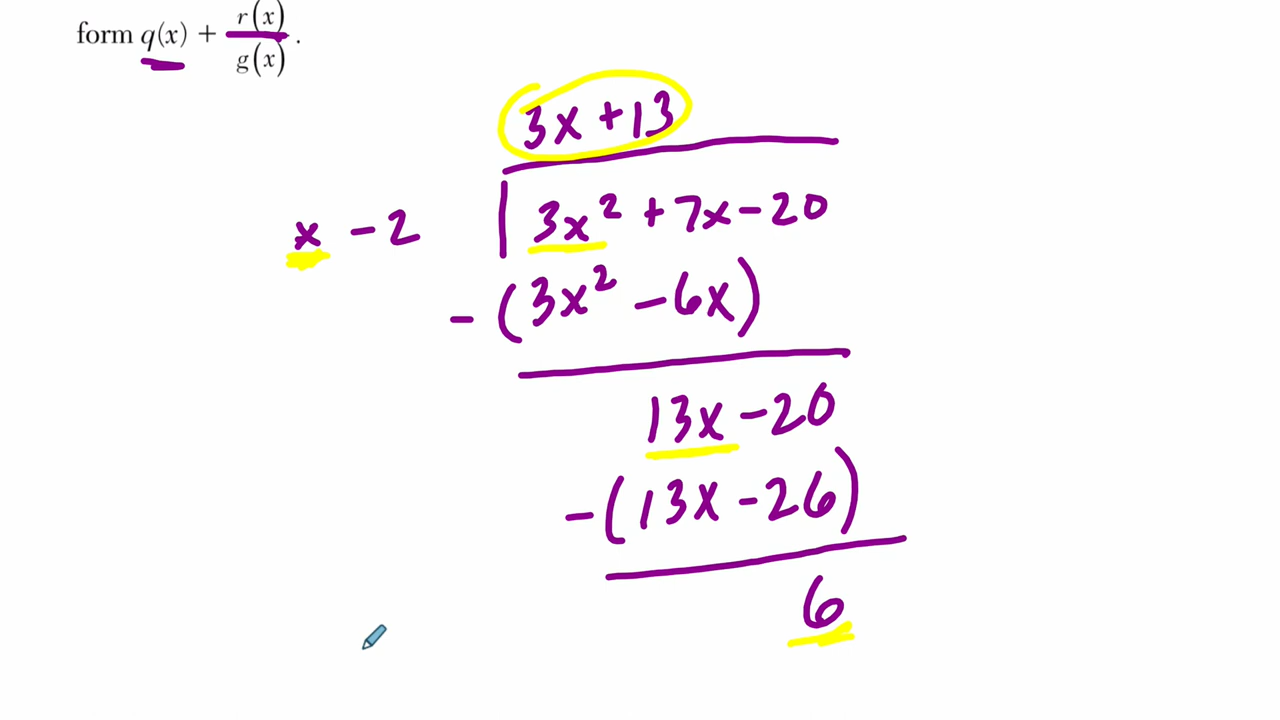 form q(x) + r(x)/g(x).
3x + 13
x - 2 | 3x² + 7x - 20
- (3x² - 6x)
13x - 20
- (13x - 26)
6